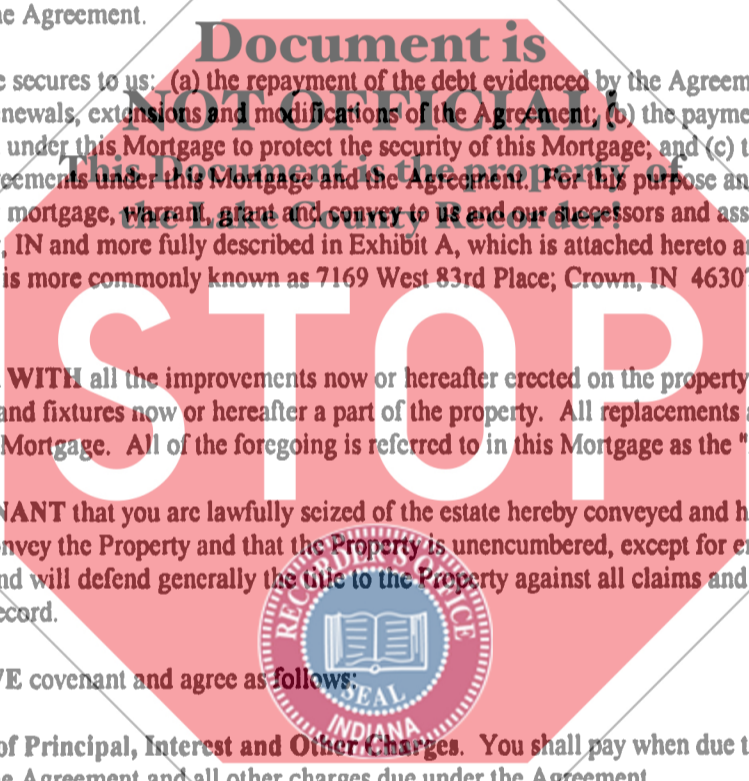 e Agreement.
Document is
e secures to us: (a) the repayment of the debt evidenced by the Agreem
newals, extensions and modifications of the Agreement; (b) the payme
NOT OFFICIAL!
under this Mortgage to protect the security of this Mortgage; and (c) t
This Document is the property of
eements under this Mortgage and the Agreement. For this purpose an
mortgage, warrant, grant and convey to us and our successors and ass
the Lake County Recorder!
, IN and more fully described in Exhibit A, which is attached hereto a
is more commonly known as 7169 West 83rd Place; Crown, IN 4630
STOP
WITH all the improvements now or hereafter erected on the property
and fixtures now or hereafter a part of the property. All replacements
Mortgage. All of the foregoing is referred to in this Mortgage as the "
NANT that you are lawfully seized of the estate hereby conveyed and h
nvey the Property and that the Property is unencumbered, except for e
nd will defend generally the title to the Property against all claims and
ecord.
RECORDER'S OFFICE
SEAL
INDIANA
VE covenant and agree as follows:
of Principal, Interest and Other Charges. You shall pay when due t
e Agreement and all other charges due under the Agreement